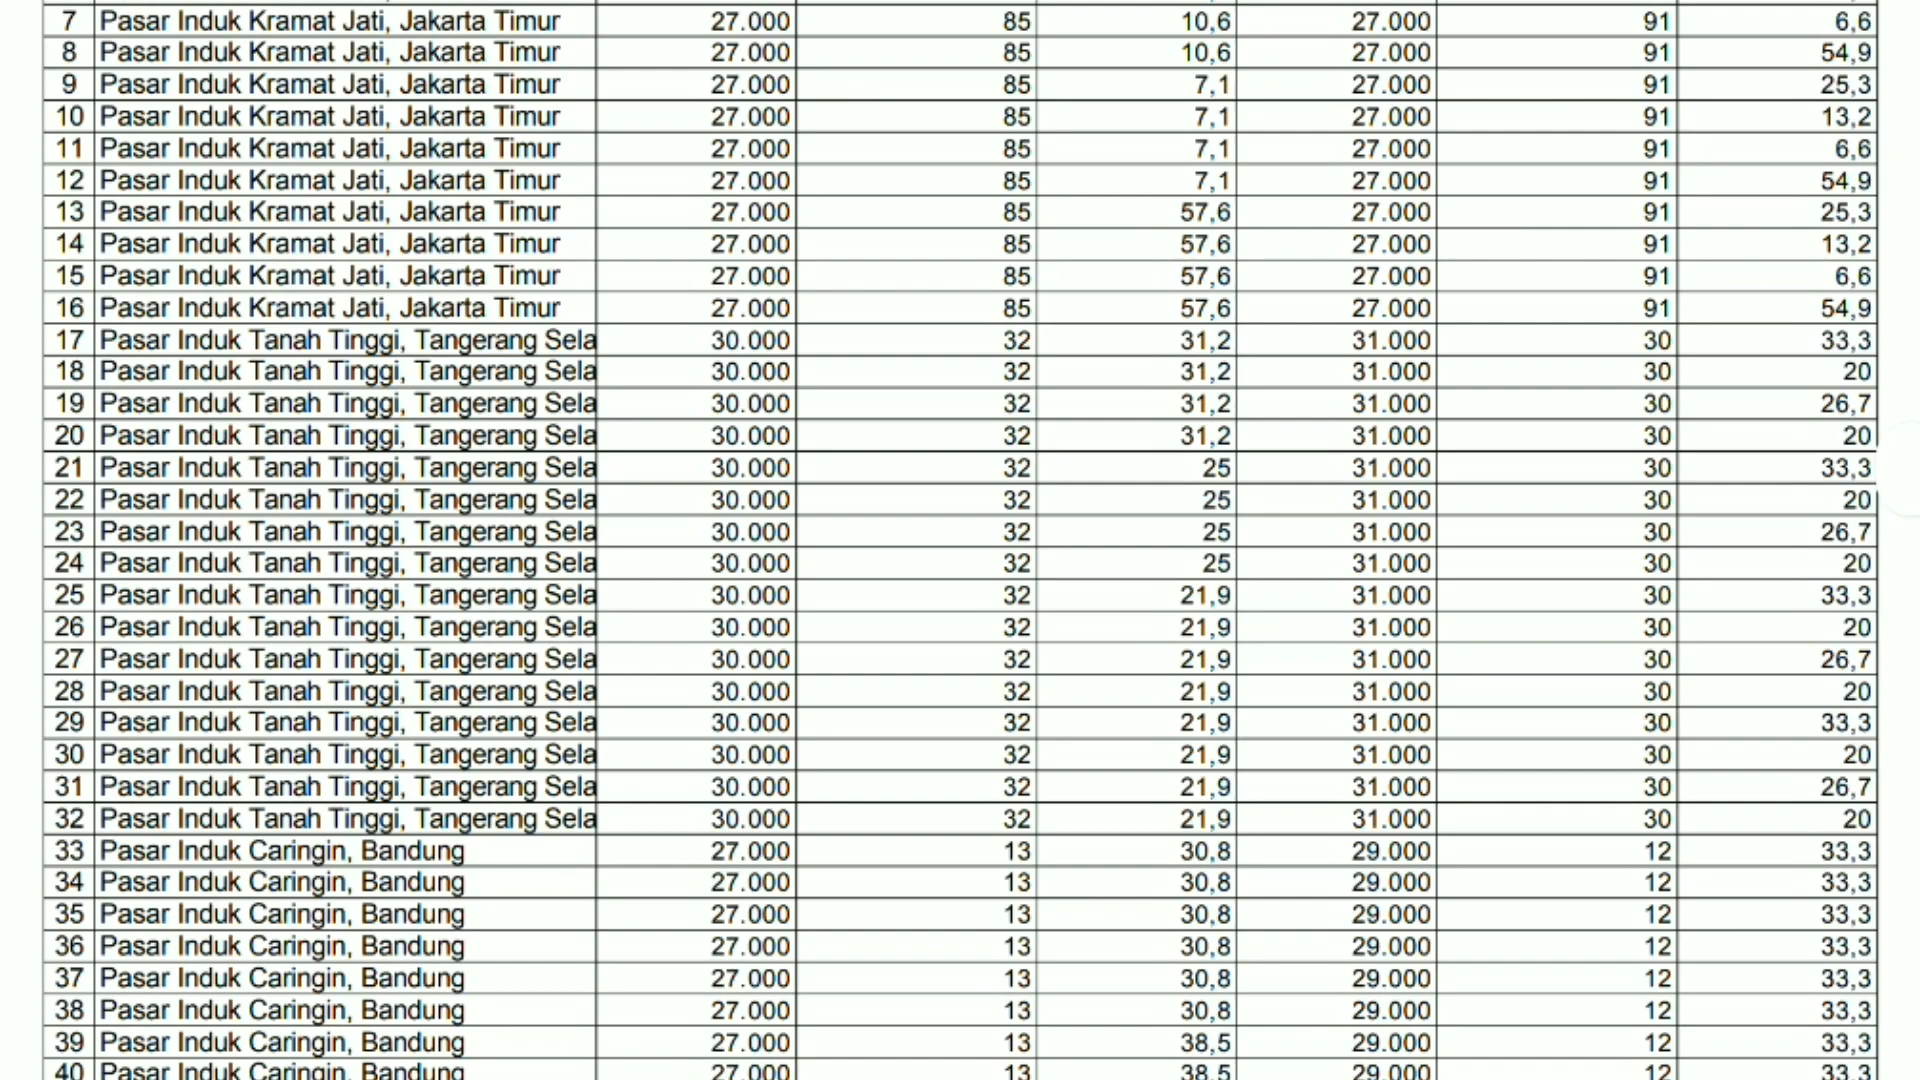 7 Pasar Induk Kramat Jati, Jakarta Timur 27.000 85 10,6 27.000 91 6,6
8 Pasar Induk Kramat Jati, Jakarta Timur 27.000 85 10,6 27.000 91 54,9
9 Pasar Induk Kramat Jati, Jakarta Timur 27.000 85 7,1 27.000 91 25,3
10 Pasar Induk Kramat Jati, Jakarta Timur 27.000 85 7,1 27.000 91 13,2
11 Pasar Induk Kramat Jati, Jakarta Timur 27.000 85 7,1 27.000 91 6,6
12 Pasar Induk Kramat Jati, Jakarta Timur 27.000 85 7,1 27.000 91 54,9
13 Pasar Induk Kramat Jati, Jakarta Timur 27.000 85 57,6 27.000 91 25,3
14 Pasar Induk Kramat Jati, Jakarta Timur 27.000 85 57,6 27.000 91 13,2
15 Pasar Induk Kramat Jati, Jakarta Timur 27.000 85 57,6 27.000 91 6,6
16 Pasar Induk Kramat Jati, Jakarta Timur 27.000 85 57,6 27.000 91 54,9
17 Pasar Induk Tanah Tinggi, Tangerang Sela 30.000 32 31,2 31.000 30 33,3
18 Pasar Induk Tanah Tinggi, Tangerang Sela 30.000 32 31,2 31.000 30 20
19 Pasar Induk Tanah Tinggi, Tangerang Sela 30.000 32 31,2 31.000 30 26,7
20 Pasar Induk Tanah Tinggi, Tangerang Sela 30.000 32 31,2 31.000 30 20
21 Pasar Induk Tanah Tinggi, Tangerang Sela 30.000 32 25 31.000 30 33,3
22 Pasar Induk Tanah Tinggi, Tangerang Sela 30.000 32 25 31.000 30 20
23 Pasar Induk Tanah Tinggi, Tangerang Sela 30.000 32 25 31.000 30 26,7
24 Pasar Induk Tanah Tinggi, Tangerang Sela 30.000 32 25 31.000 30 20
25 Pasar Induk Tanah Tinggi, Tangerang Sela 30.000 32 21,9 31.000 30 33,3
26 Pasar Induk Tanah Tinggi, Tangerang Sela 30.000 32 21,9 31.000 30 20
27 Pasar Induk Tanah Tinggi, Tangerang Sela 30.000 32 21,9 31.000 30 26,7
28 Pasar Induk Tanah Tinggi, Tangerang Sela 30.000 32 21,9 31.000 30 20
29 Pasar Induk Tanah Tinggi, Tangerang Sela 30.000 32 21,9 31.000 30 33,3
30 Pasar Induk Tanah Tinggi, Tangerang Sela 30.000 32 21,9 31.000 30 20
31 Pasar Induk Tanah Tinggi, Tangerang Sela 30.000 32 21,9 31.000 30 26,7
32 Pasar Induk Tanah Tinggi, Tangerang Sela 30.000 32 21,9 31.000 30 20
33 Pasar Induk Caringin, Bandung 27.000 13 30,8 29.000 12 33,3
34 Pasar Induk Caringin, Bandung 27.000 13 30,8 29.000 12 33,3
35 Pasar Induk Caringin, Bandung 27.000 13 30,8 29.000 12 33,3
36 Pasar Induk Caringin, Bandung 27.000 13 30,8 29.000 12 33,3
37 Pasar Induk Caringin, Bandung 27.000 13 30,8 29.000 12 33,3
38 Pasar Induk Caringin, Bandung 27.000 13 30,8 29.000 12 33,3
39 Pasar Induk Caringin, Bandung 27.000 13 38,5 29.000 12 33,3
40 Pasar Induk Caringin, Bandung 27.000 13 38,5 29.000 12 33,3